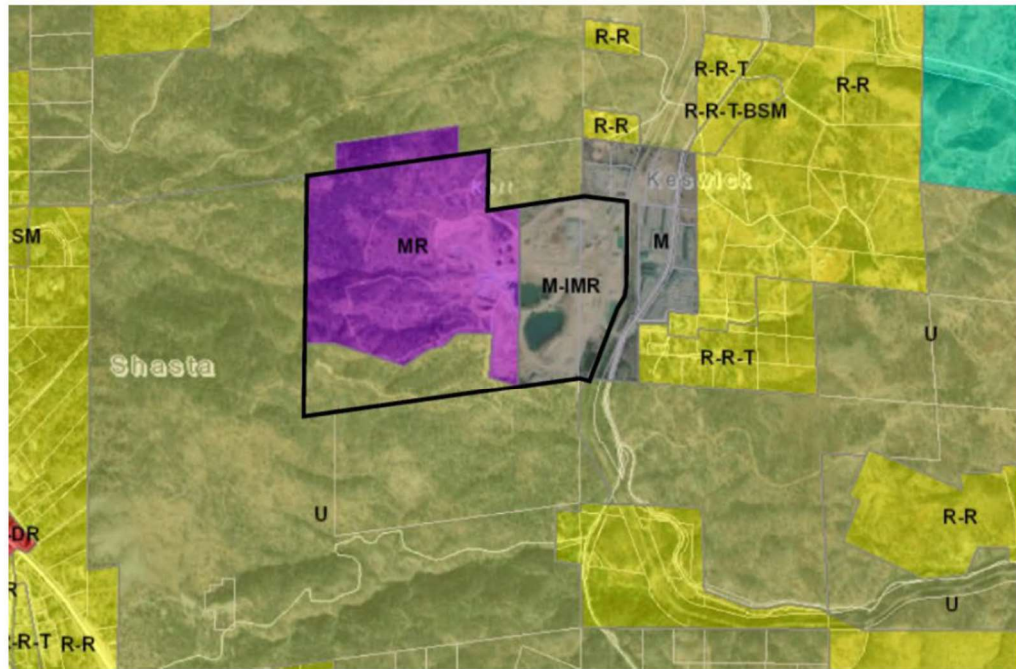 R-R
R-R-T
R-R
R-R-T-BSM
R-R
Keswick
SM
MR
M
M-IMR
U
Shasta
R-R-T
U
R-R
-DR
R
U
R-R-T
R-R